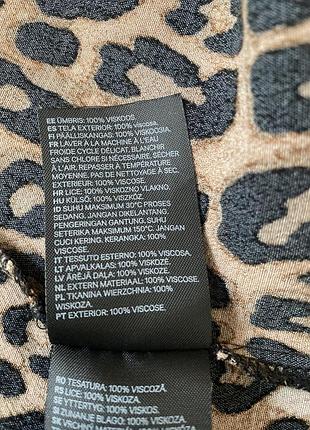 EE ÜMBRIS: 100% VISKOOS.
ES TELA EXTERIOR: 100% viscose.
FI PÄÄLLISKANGAS: 100% VISKOOSIA.
FR LAVER À LA MACHINE À L'EAU
FROIDE CYCLE DÉLICAT, BLANCHIR
SANS CHLORE SI NÉCESSAIRE, SÉCHER
À PLAT, REPASSER À TEMPÉRATURE
MOYENNE, PAS DE NETTOYAGE À SEC.
EXTERIEUR: 100% VISCOSE
HR LICE: 100% VISKOZNO VLAKNO.
HU KÜLSŐ: 100% VISZKÓZ.
ID SUHU MAKSIMUM 30°C PROSES
SEDANG, JANGAN DIKELANTANG,
PENGERINGAN GANTUNG,
SETERIKA MAKSIMUM 150°C, JANGAN
CUCI KERING. KERANGKA: 100%
VISCOSE.
IT TESSUTO ESTERNO: 100% VISCOSA.
LT APVALKALAS: 100% VISKOZĖ.
LV ĀRĒJĀ DAĻA: 100% VISKOZE.
NL EXTERN MATERIAAL: 100% VISCOSE.
PL TKANINA WIERZCHNIA: 100%
WISKOZA.
PT EXTERIOR: 100% VISCOSE.
RO TESATURA: 100% VISCOZĂ
RS LICE: 100% VISKOZA
SE YTTERTYG: 100% VISKOS
SI ZUNANJE BLAGO: 100%
SK VRCHNÝ